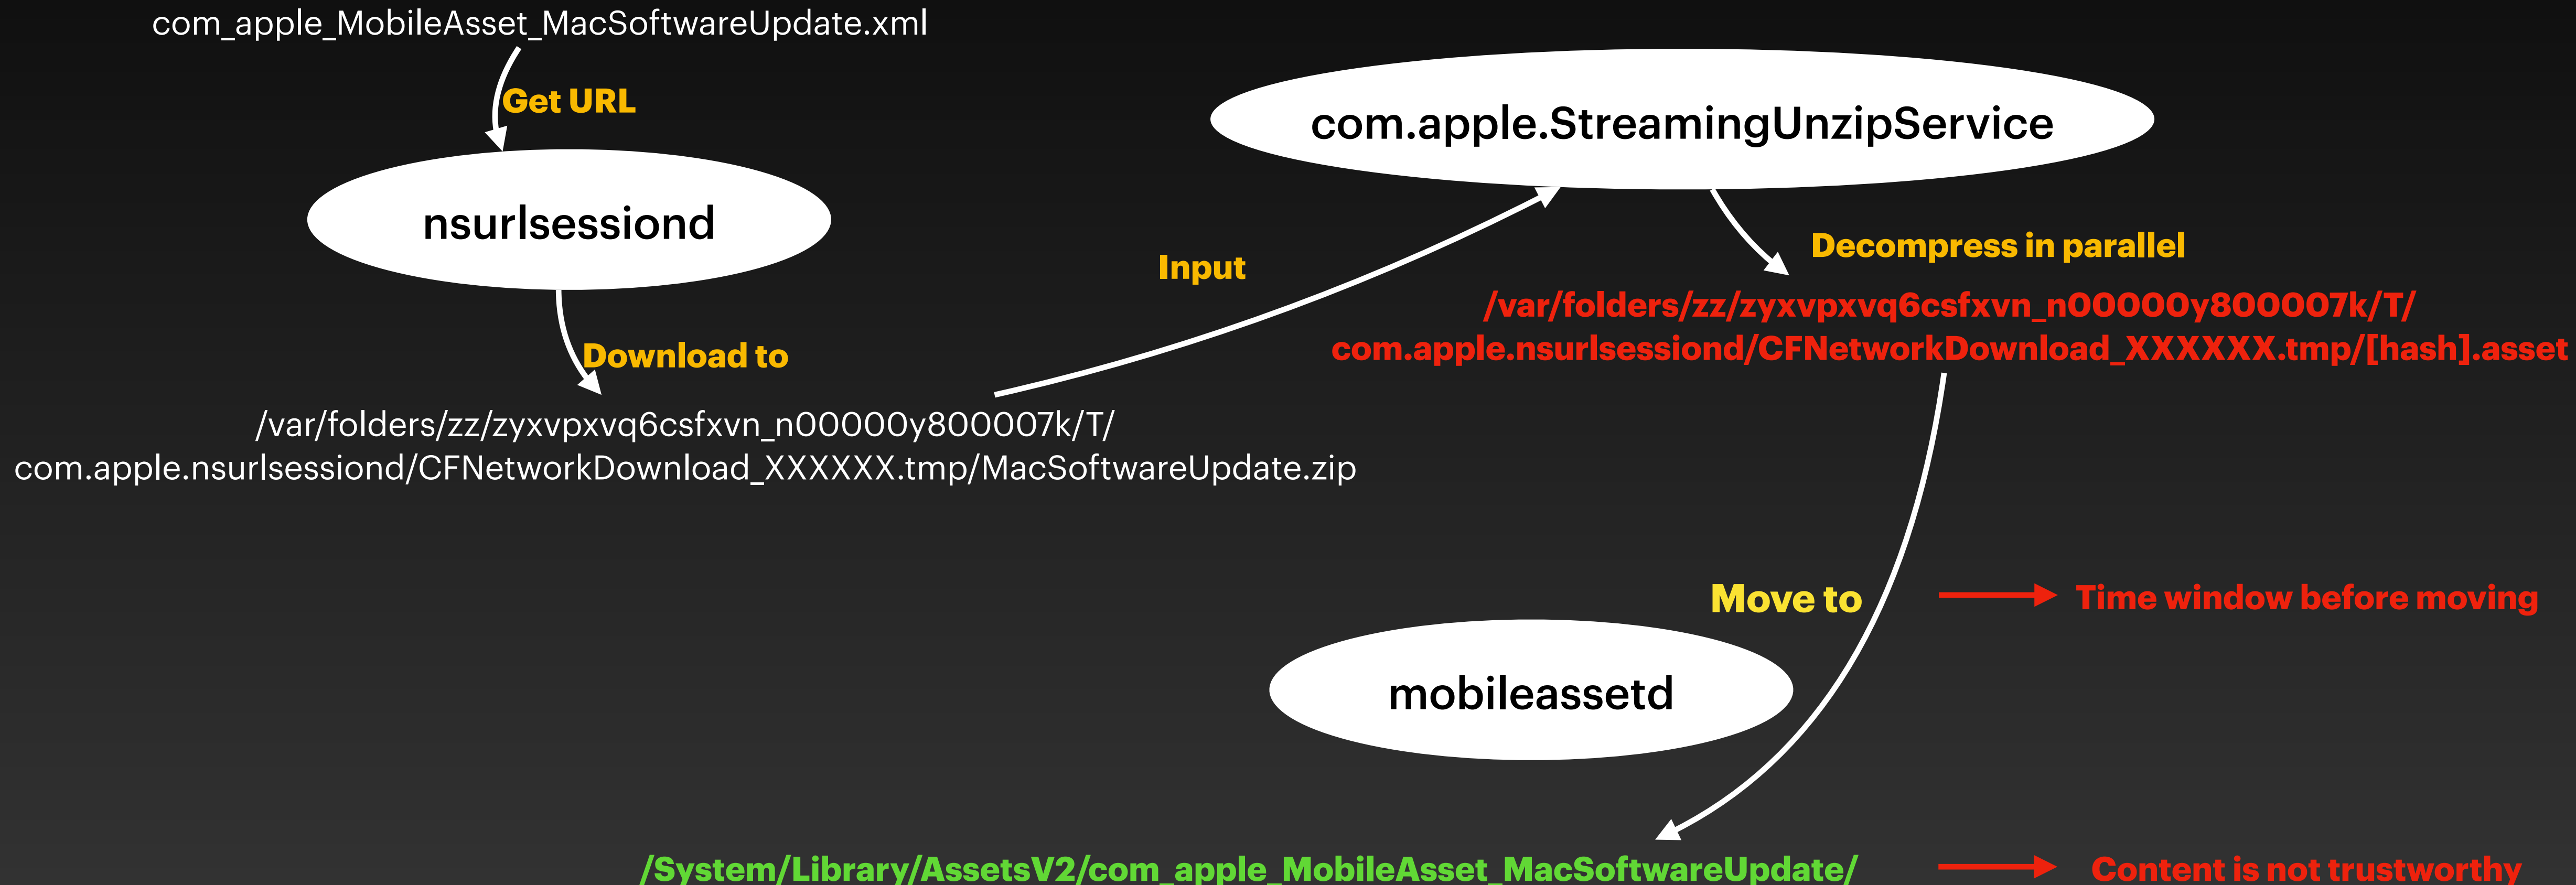 com_apple_MobileAsset_MacSoftwareUpdate.xml
Get URL
nsurlsessiond
Download to
/var/folders/zz/zyxvpxvq6csfxvn_n00000y800007k/T/
com.apple.nsurlsessiond/CFNetworkDownload_XXXXXX.tmp/MacSoftwareUpdate.zip
Input
com.apple.StreamingUnzipService
Decompress in parallel
/var/folders/zz/zyxvpxvq6csfxvn_n00000y800007k/T/
com.apple.nsurlsessiond/CFNetworkDownload_XXXXXX.tmp/[hash].asset
Move to
Time window before moving
mobileassetd
/System/Library/AssetsV2/com_apple_MobileAsset_MacSoftwareUpdate/
Content is not trustworthy